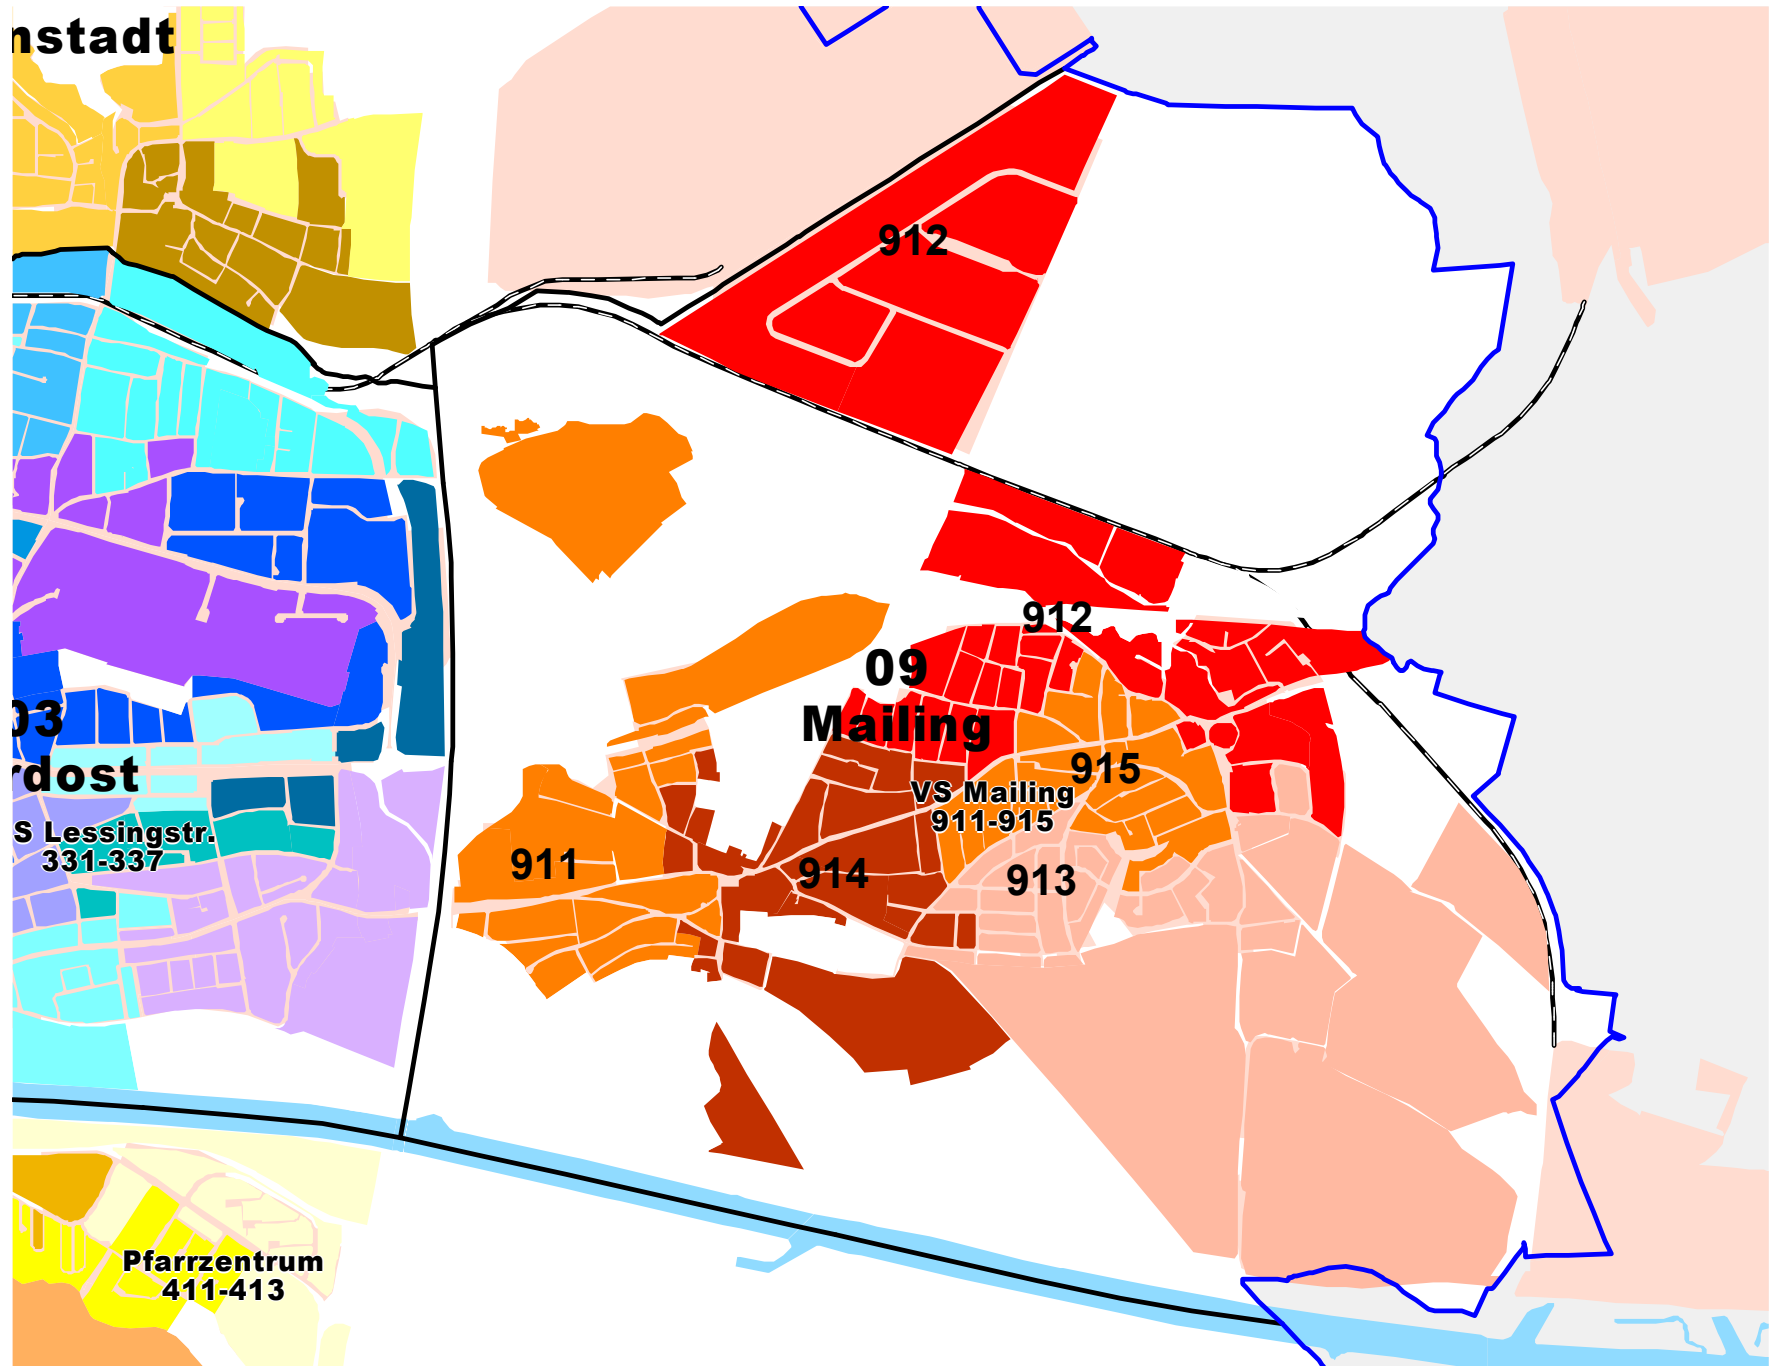 nstadt
912
912
09
Mailing
03
rdost
915
VS Mailing
911-915
S Lessingstr.
331-337
911
914
913
Pfarrzentrum
411-413